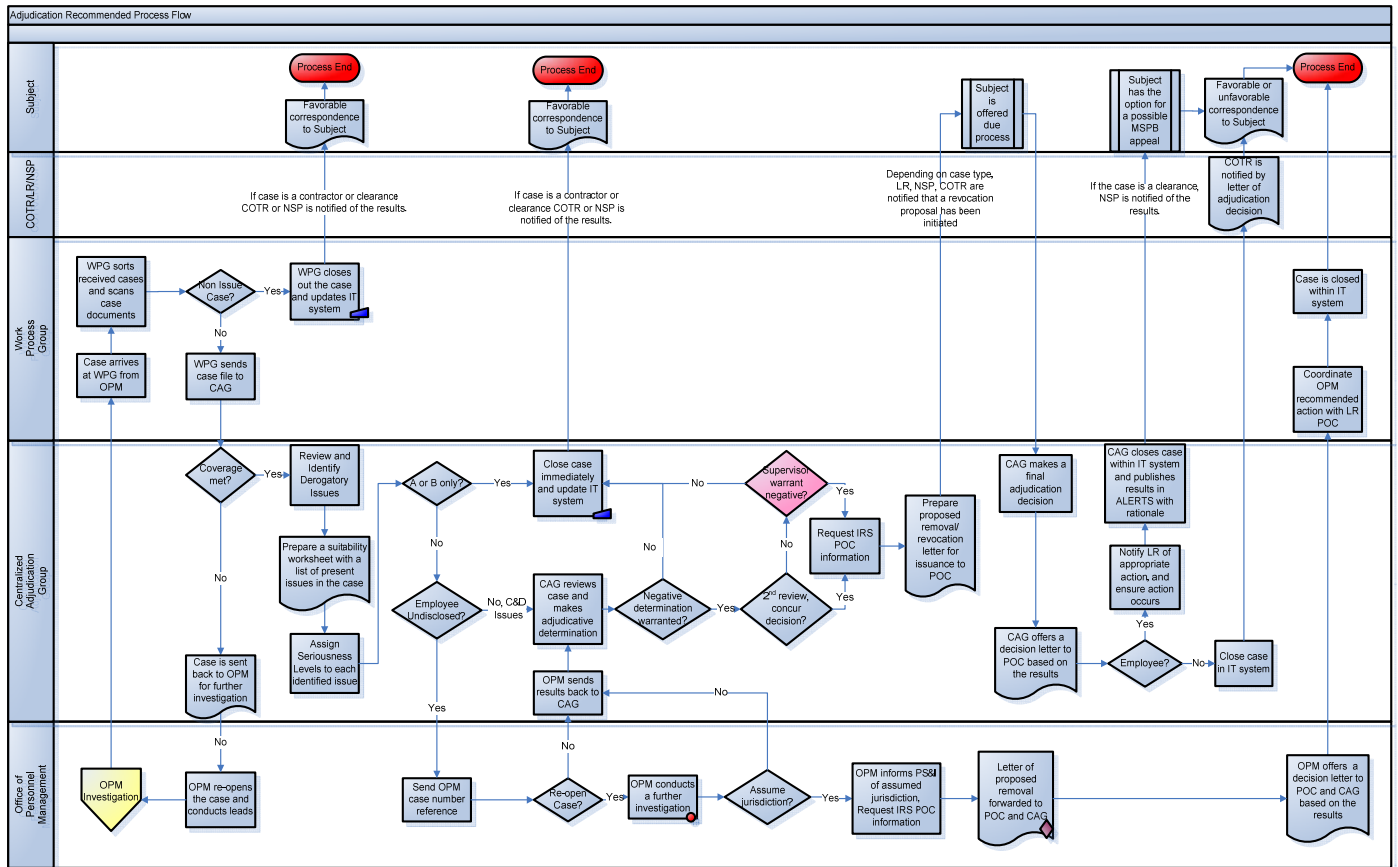 Adjudication Recommended Process Flow
Subject
Process End
Favorable
correspondence
to Subject
Process End
Favorable
correspondence
to Subject
Subject
is
offered
due
process
Subject
has the
option for
a possible
MSPB
appeal
Favorable or
unfavorable
correspondence
to Subject
Process End
COTR/LR/NSP
If case is a contractor or clearance
COTR or NSP is notified of the results.
If case is a contractor or
clearance COTR or NSP is
notified of the results.
Depending on case type,
LR, NSP, COTR are
notified that a revocation
proposal has been
initiated
If the case is a clearance,
NSP is notified of the
results.
COTR is
notified by
letter of
adjudication
decision
Work
Process
Group
WPG sorts
received cases
and scans
case
documents
Non Issue
Case?
Yes
WPG closes
out the case
and updates IT
system
No
Case arrives
at WPG from
OPM
WPG sends
case file to
CAG
Case is closed
within IT
system
Coordinate
OPM
recommended
action with LR
POC
Centralized
Adjudication
Group
Coverage
met?
Yes
Review and
Identify
Derogatory
Issues
A or B only?
Yes
Close case
immediately
and update IT
system
No
Supervisor
warrant
negative?
Yes
Prepare a suitability
worksheet with a
list of present
issues in the case
No
No
No
No
Request IRS
POC
information
Prepare
proposed
removal/
revocation
letter for
issuance to
POC
Assign
Seriousness
Levels to each
identified issue
Employee
Undisclosed?
No, C&D
Issues
CAG reviews
case and
makes
adjudicative
determination
Negative
determination
warranted?
Yes
2nd review,
concur
decision?
Yes
CAG makes a
final
adjudication
decision
CAG closes case
within IT system
and publishes
results in
ALERTS with
rationale
Notify LR of
appropriate
action, and
ensure action
occurs
Yes
CAG offers a
decision letter to
POC based on
the results
Employee?
No
Close case
in IT system
Case is sent
back to OPM
for further
investigation
Yes
OPM sends
results back to
CAG
No
Office of
Personnel
Management
No
No
OPM
Investigation
OPM re-opens
the case and
conducts leads
Send OPM
case number
reference
Re-open
Case?
Yes
OPM conducts
a further
investigation
Assume
jurisdiction?
Yes
OPM informs PS&I
of assumed
jurisdiction,
Request IRS POC
information
Letter of
proposed
removal
forwarded to
POC and CAG
OPM offers a
decision letter to
POC and CAG
based on the
results